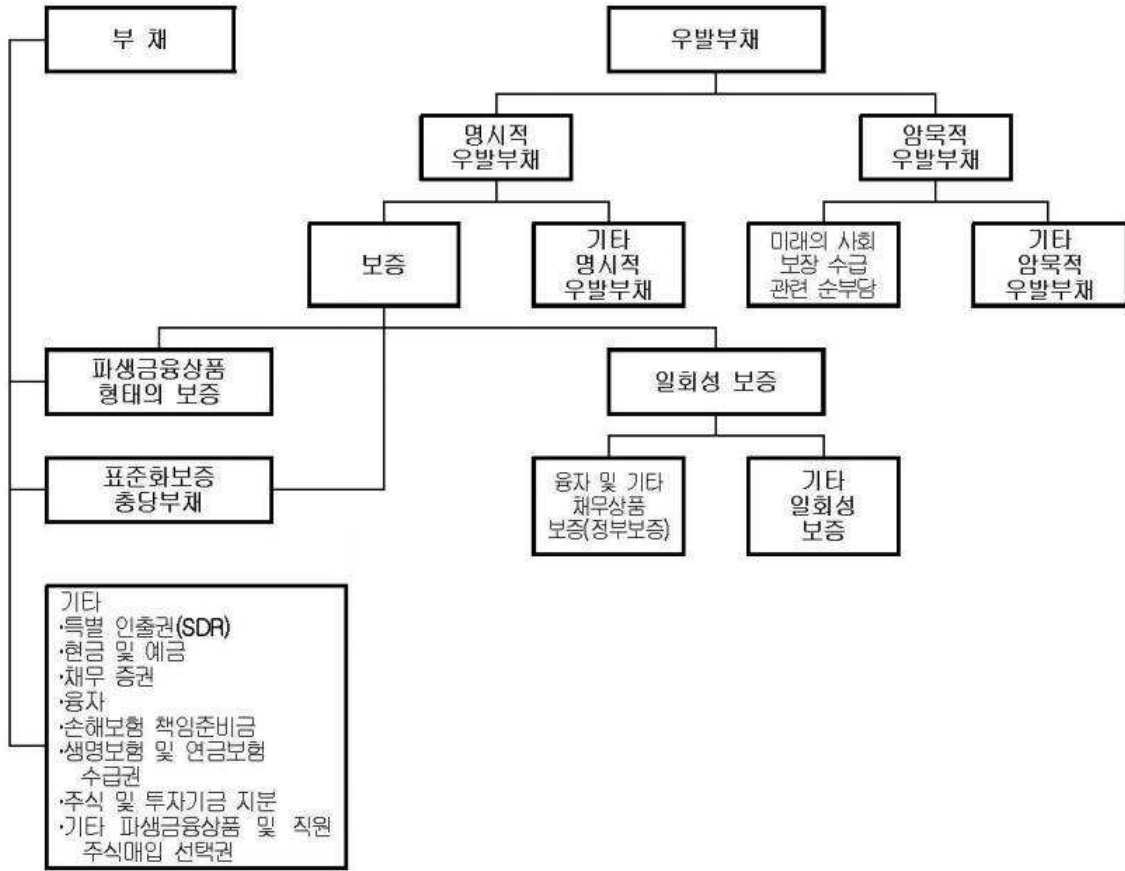 부 채
우발부채
명시적
우발부채
암묵적
우발부채
보증
기타
명시적
우발부채
미래의 사회
보장 수급
관련 순부담
기타
암묵적
우발부채
파생금융상품
형태의 보증
일회성 보증
표준화보증
충당부채
융자 및 기타
채무상품
보증(정부보증)
기타
일회성
보증
기타
·특별 인출권(SDR)
·현금 및 예금
·채무 증권
·융자
·손해보험 책임준비금
·생명보험 및 연금보험
수급권
·주식 및 투자기금 지분
·기타 파생금융상품 및 직원
주식매입 선택권